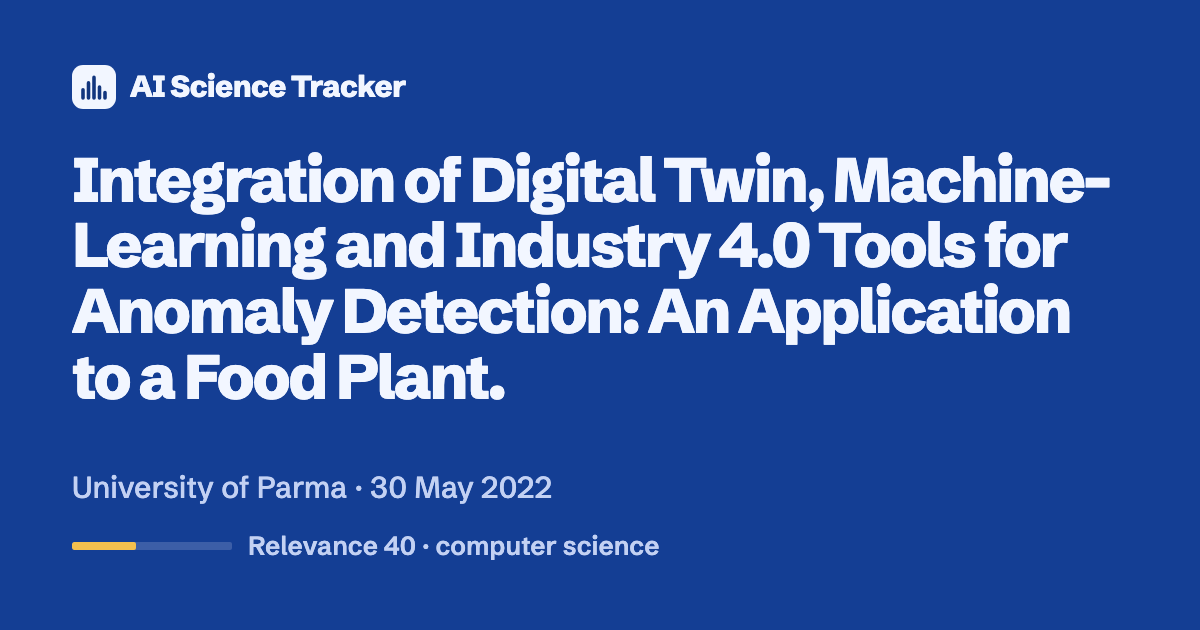 AI Science Tracker
Integration of Digital Twin, Machine-
Learning and Industry 4.0 Tools for
Anomaly Detection: An Application
to a Food Plant.
University of Parma · 30 May 2022
Relevance 40 · computer science